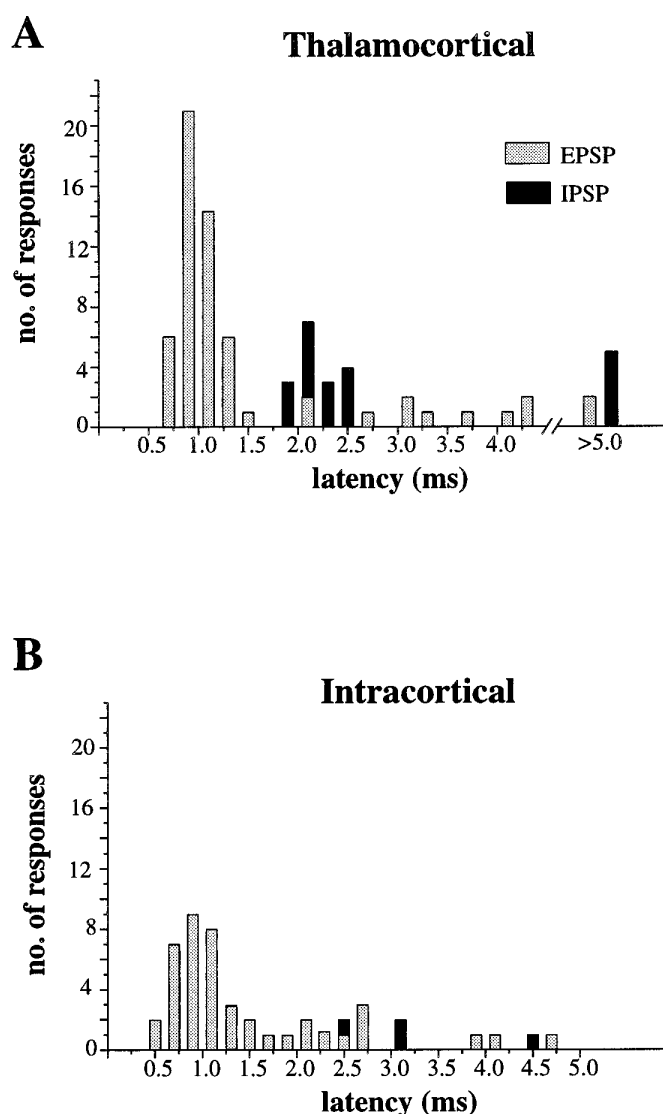 A
Thalamocortical
20
16
12
8
4
0
no. of responses
EPSP
IPSP
0.5 1.0 1.5 2.0 2.5 3.0 3.5 4.0 >5.0
latency (ms)
B
Intracortical
20
16
12
8
4
0
no. of responses
0.5 1.0 1.5 2.0 2.5 3.0 3.5 4.0 4.5 5.0
latency (ms)